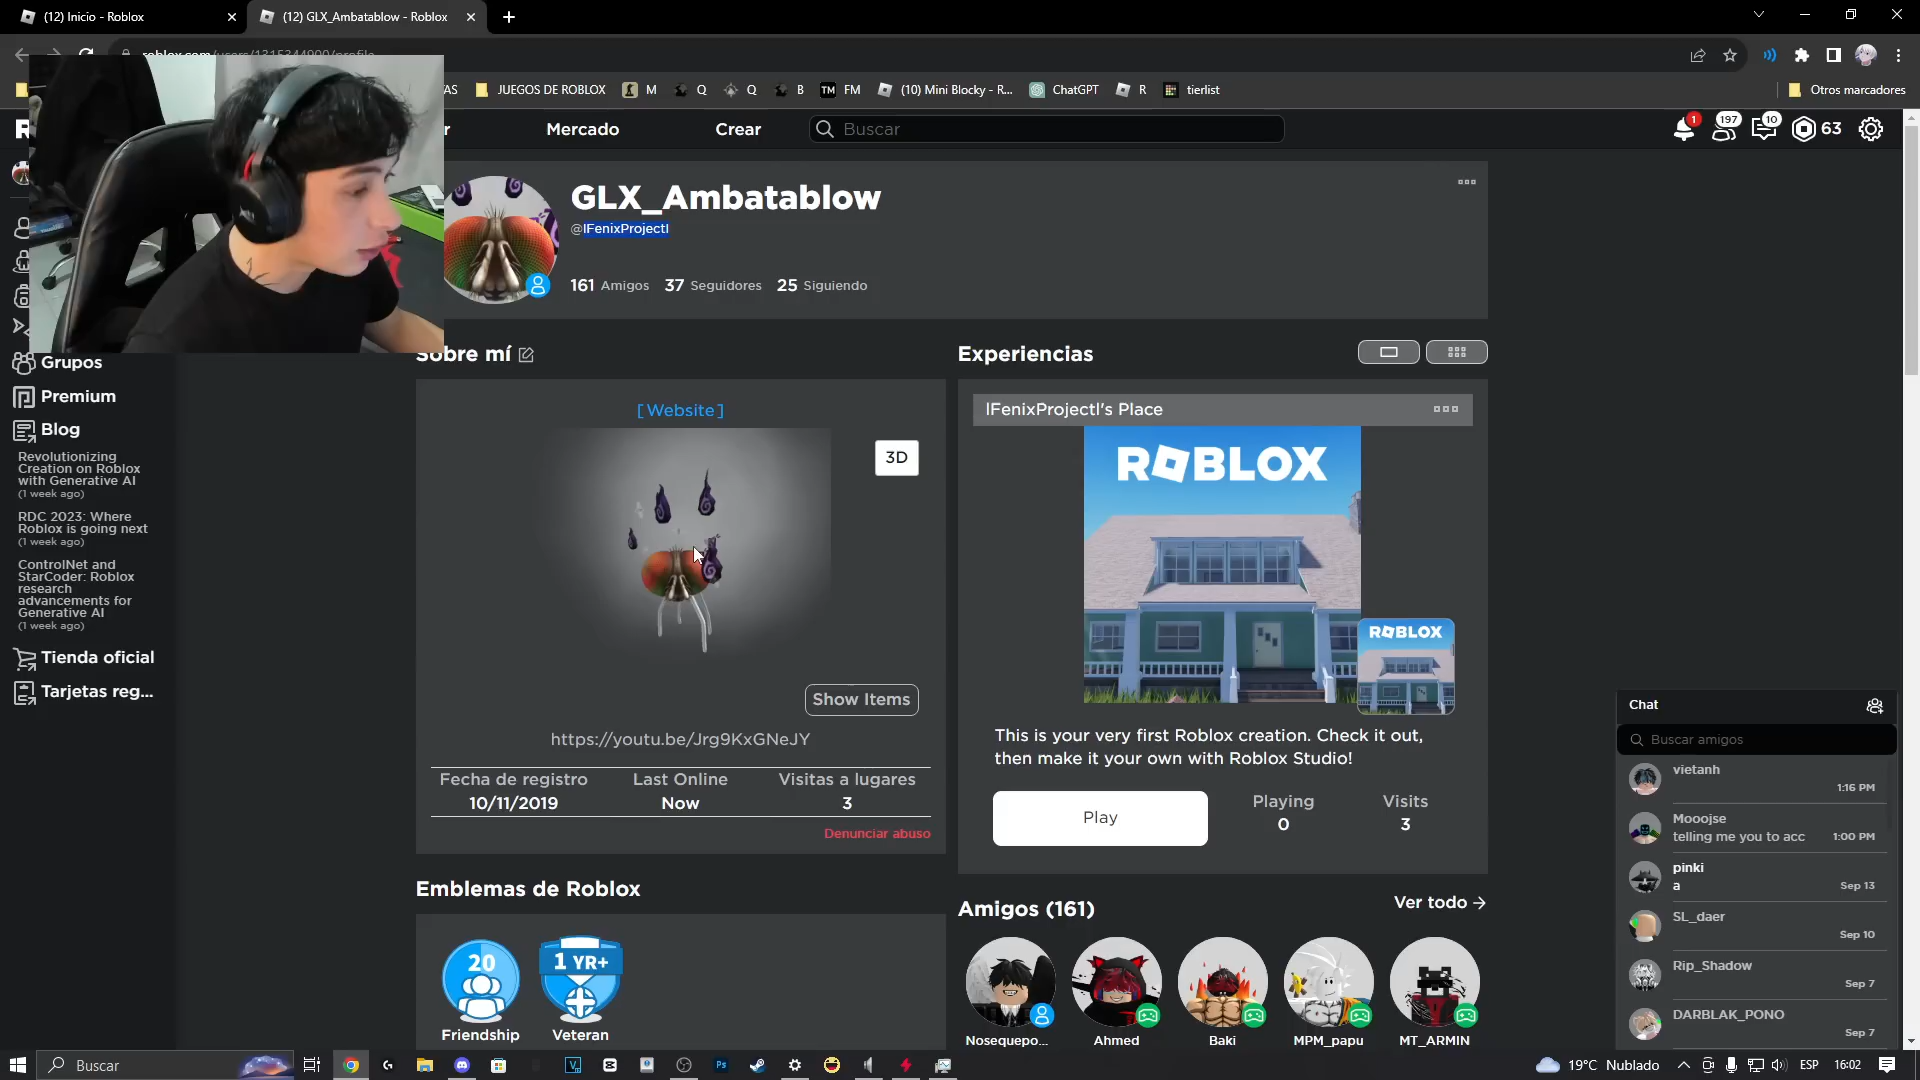 (12) Inicio - Roblox
(12) GLX_Ambatablow - Roblox
JUEGOS DE ROBLOX
M
Q
Q
B
TM FM
(10) Mini Blocky - R...
ChatGPT
R
tierlist
Otros marcadores
Mercado
Crear
Buscar
1
197
10
63
GLX_Ambatablow
@lFenixProjectl
161 Amigos 37 Seguidores 25 Siguiendo
Sobre mí
[ Website ]
3D
Show Items
https://youtu.be/Jrg9KxGNeJY
Fecha de registro Last Online Visitas a lugares
10/11/2019 Now 3
Denunciar abuso
Emblemas de Roblox
20
1 YR+
Friendship
Veteran
Experiencias
lFenixProjectl's Place
ROBLOX
ROBLOX
This is your very first Roblox creation. Check it out,
then make it your own with Roblox Studio!
Play
Playing Visits
0 3
Amigos (161)
Ver todo
Nosequepo...
Ahmed
Baki
MPM_papu
MT_ARMIN
Grupos
Premium
Blog
Revolutionizing
Creation on Roblox
with Generative AI
(1 week ago)
RDC 2023: Where
Roblox is going next
(1 week ago)
ControlNet and
StarCoder: Roblox
research
advancements for
Generative AI
(1 week ago)
Tienda oficial
Tarjetas reg...
Chat
Buscar amigos
vietanh
1:16 PM
Mooojse
telling me you to acc 1:00 PM
pinki
a Sep 13
SL_daer
Sep 10
Rip_Shadow
Sep 7
DARBLAK_PONO
Sep 7
Buscar
19°C Nublado
ESP
16:02